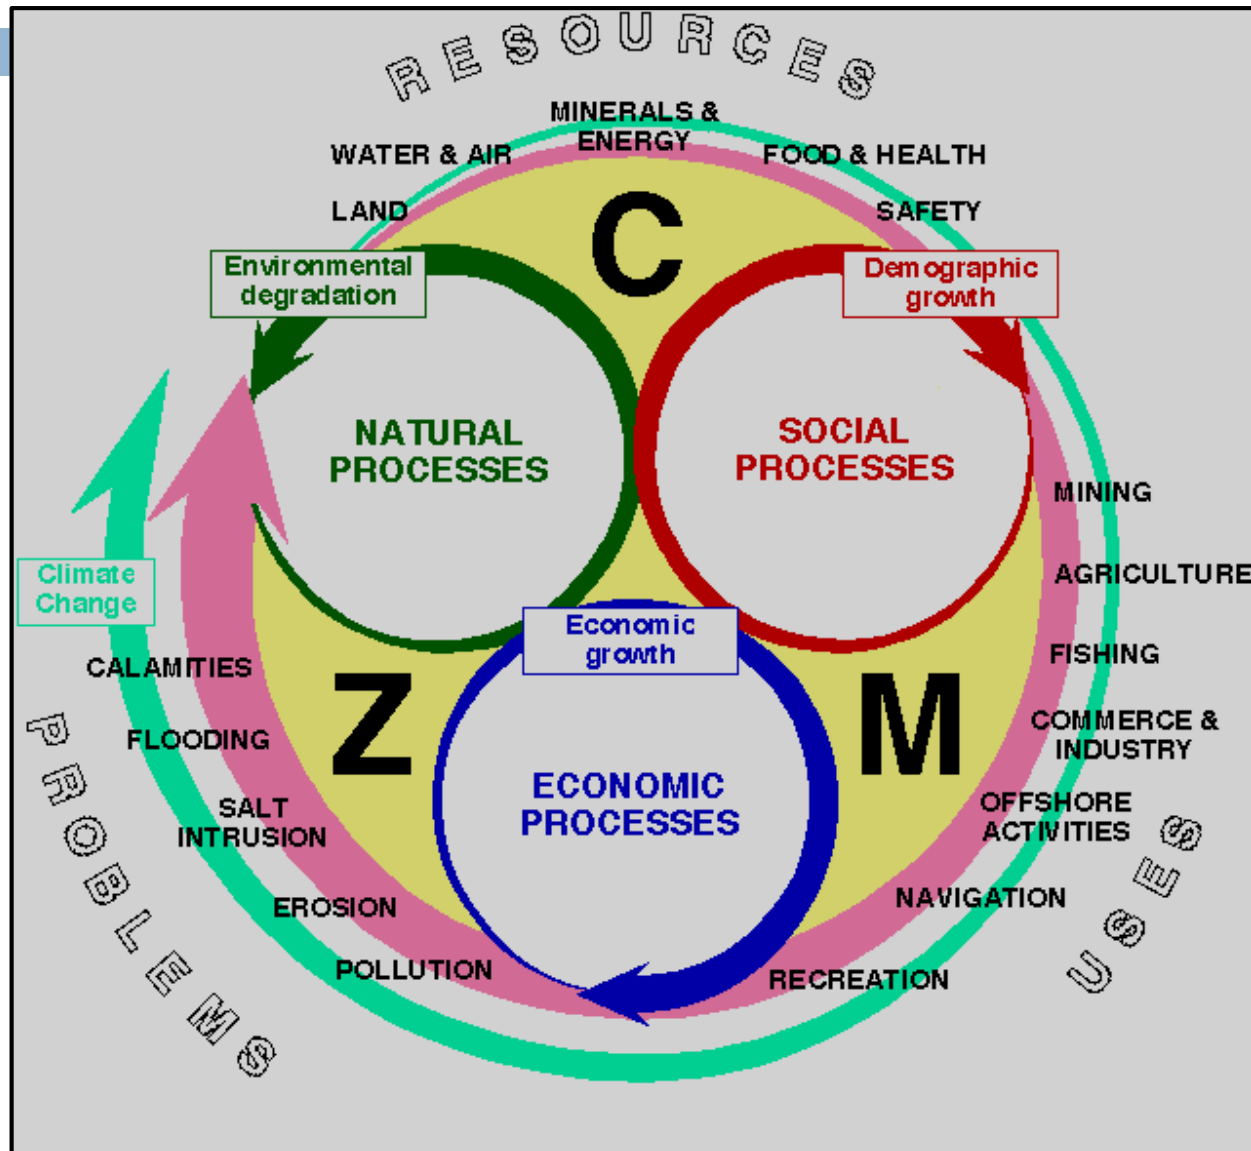 RESOURCES
MINERALS &
ENERGY
WATER & AIR
FOOD & HEALTH
LAND
SAFETY
C
Environmental
degradation
Demographic
growth
NATURAL
PROCESSES
SOCIAL
PROCESSES
MINING
AGRICULTURE
FISHING
COMMERCE &
INDUSTRY
OFFSHORE
ACTIVITIES
NAVIGATION
RECREATION
USES
Climate
Change
Economic
growth
CALAMITIES
FLOODING
SALT
INTRUSION
EROSION
POLLUTION
PROBLEMS
Z
M
ECONOMIC
PROCESSES